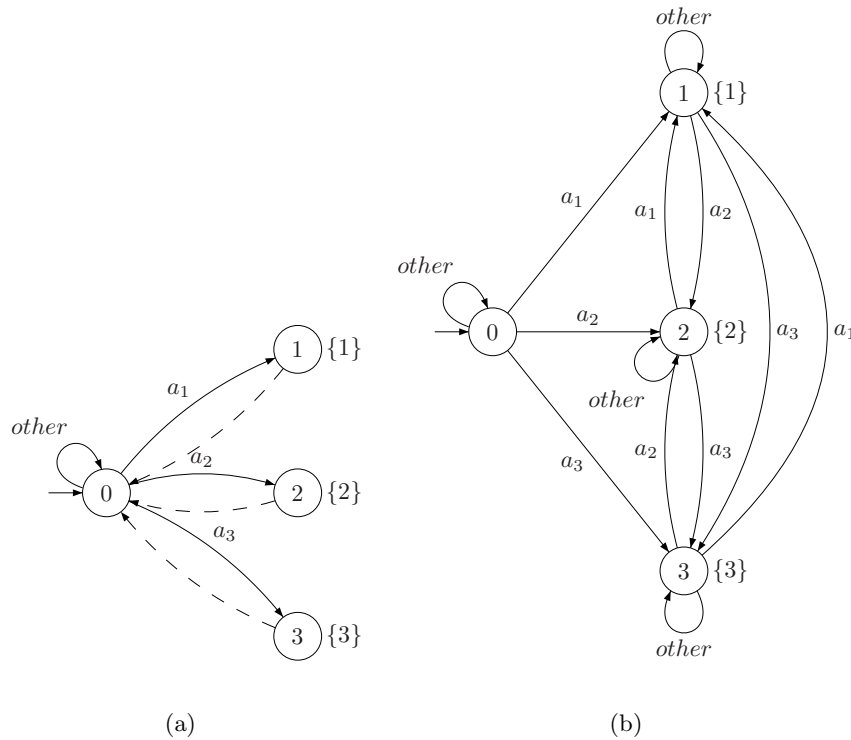 other
0
a₁
a₂
a₃
1 {1}
2 {2}
3 {3}
(a)
other
1 {1}
a₁
a₁
a₂
other
0
a₂
2 {2}
a₃
a₁
other
a₃
a₂
a₃
3 {3}
other
(b)